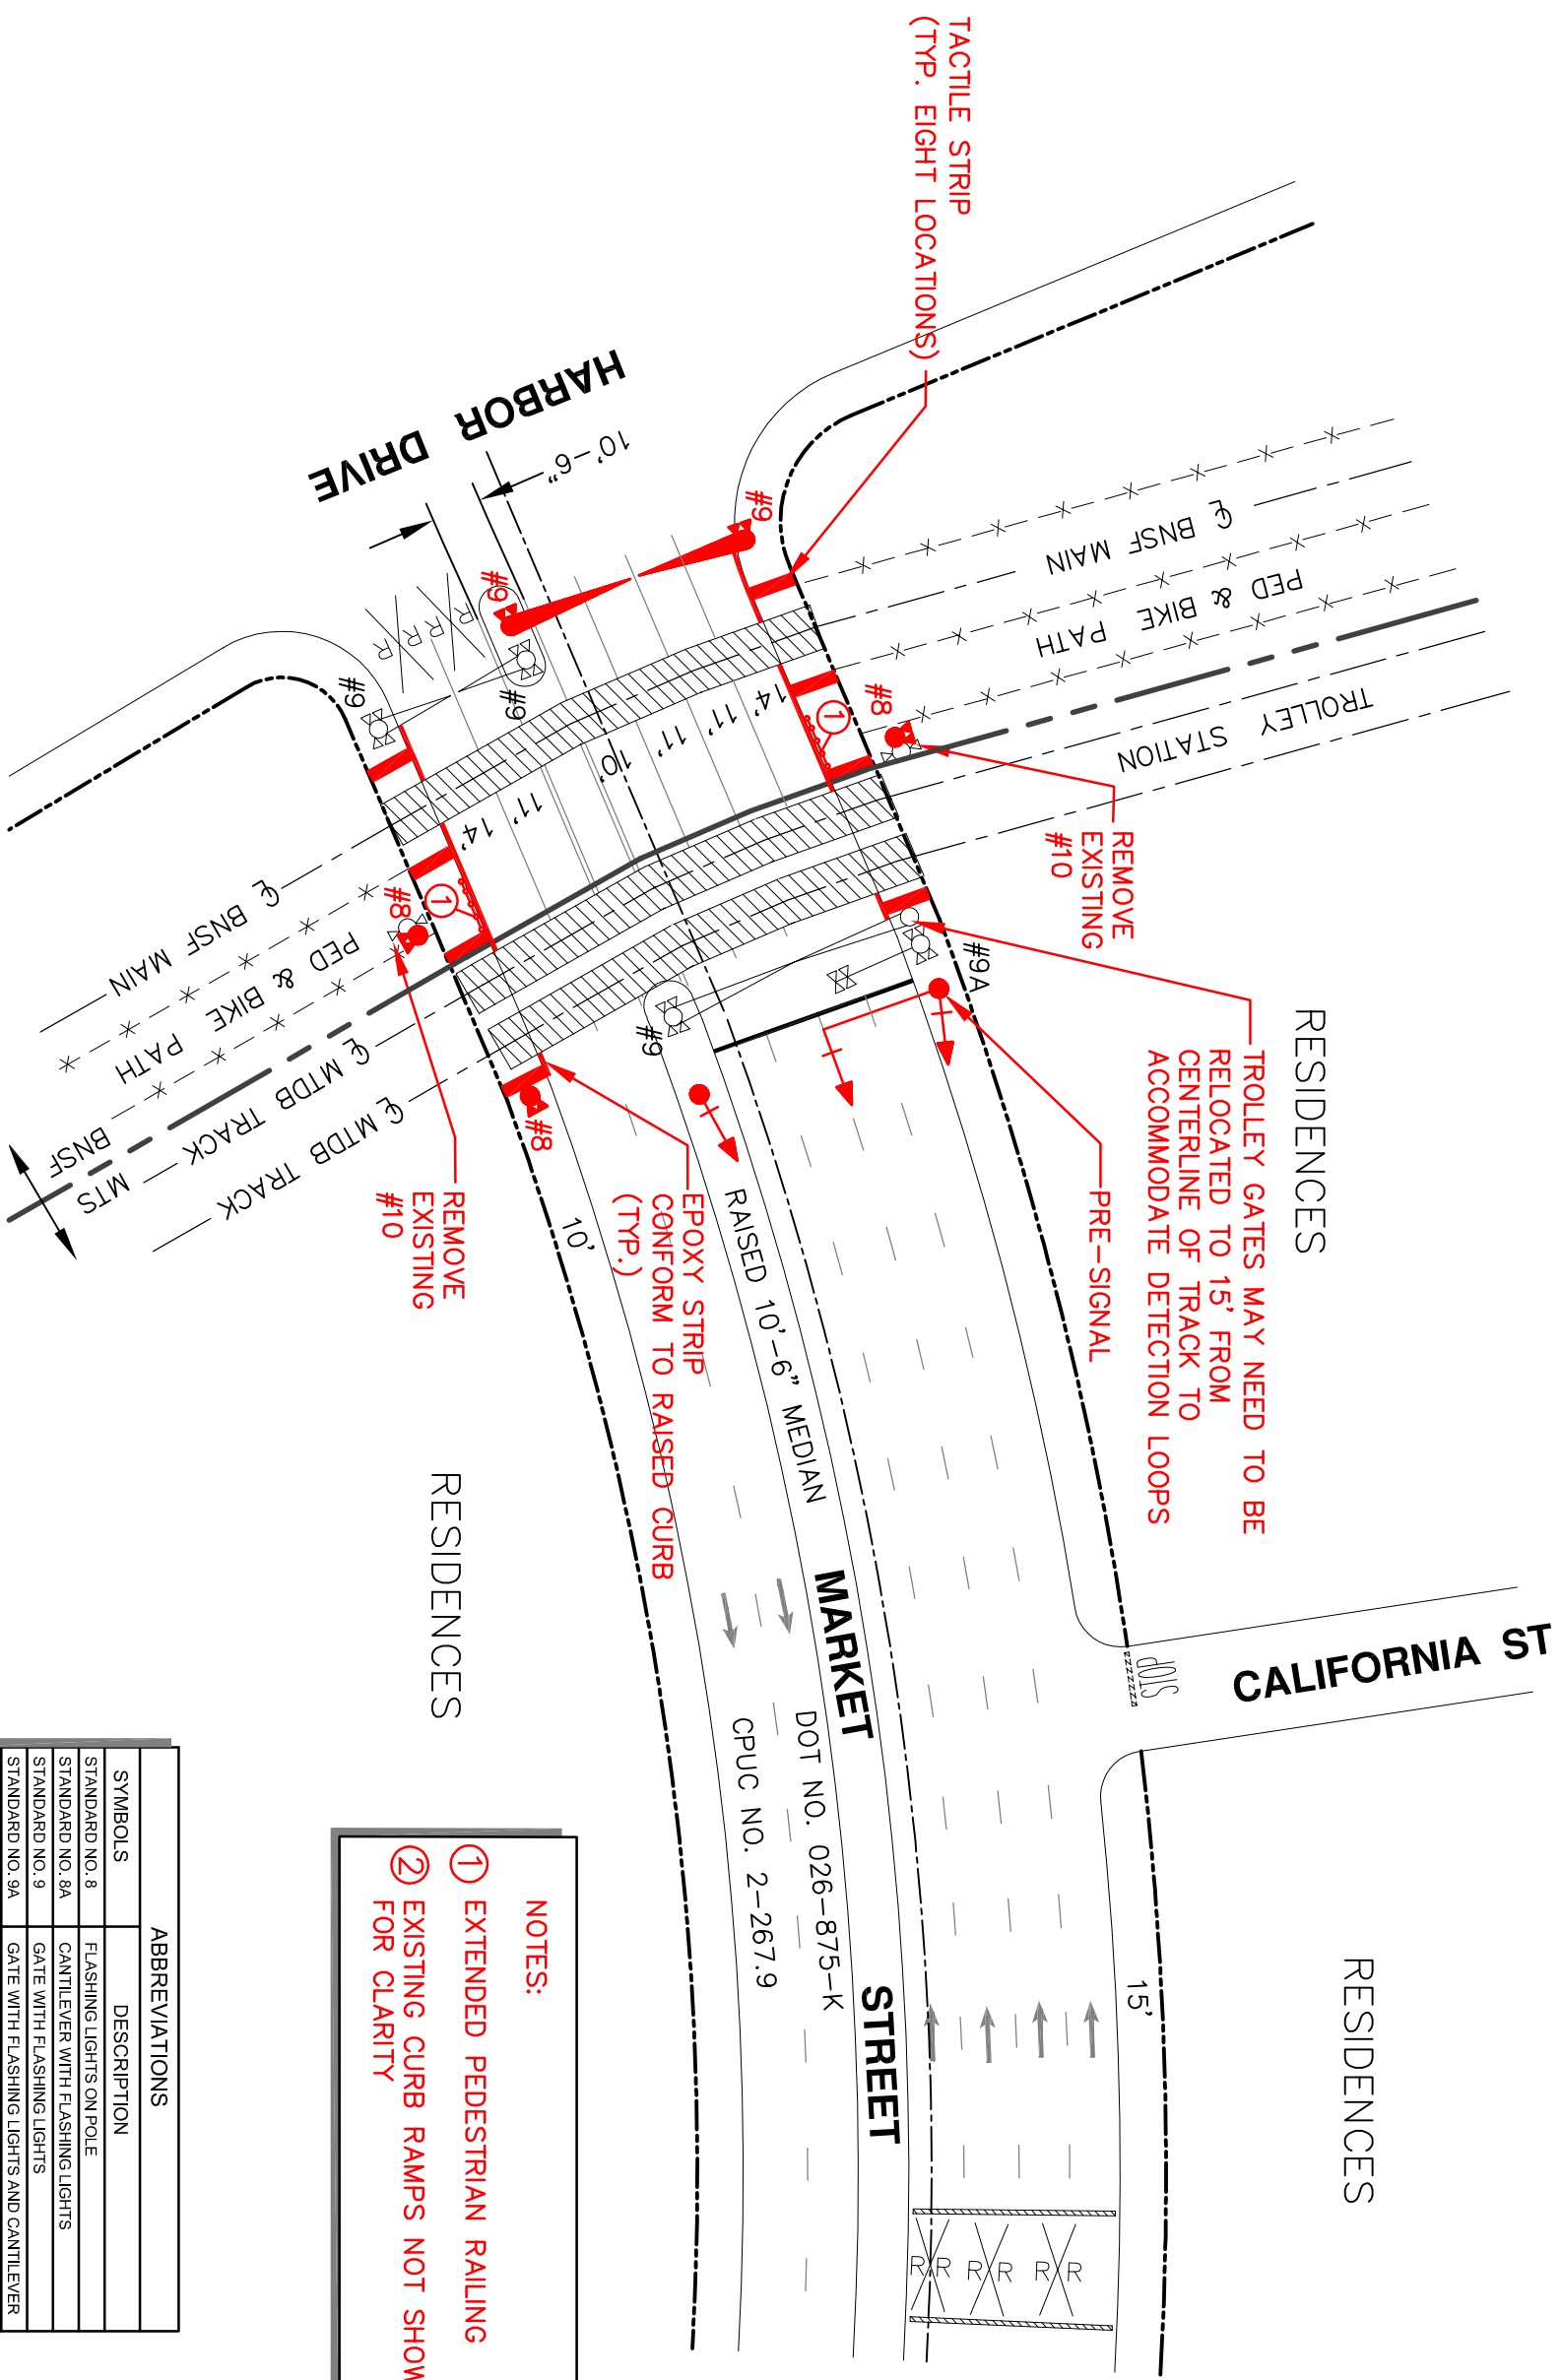 TACTILE STRIP
(TYP. EIGHT LOCATIONS)
HARBOR DRIVE
10'-6"
#9
#9
#9
#9
R R
R R
℄ BNSF MAIN
PED & BIKE PATH
TROLLEY STATION
#8
REMOVE
EXISTING
#10
1
14'
11'
11'
10'
11'
14'
1
#8
℄ BNSF MAIN
PED & BIKE PATH
BNSF
MTS
℄ MTDB TRACK
℄ MTDB TRACK
#9A
#9
#8
TROLLEY GATES MAY NEED TO BE
RELOCATED TO 15' FROM
CENTERLINE OF TRACK TO
ACCOMMODATE DETECTION LOOPS
PRE-SIGNAL
EPOXY STRIP
CONFORM TO RAISED CURB
(TYP.)
REMOVE
EXISTING
#10
10'
RAISED 10'-6" MEDIAN
RESIDENCES
RESIDENCES
RESIDENCES
MARKET STREET
DOT NO. 026-875-K
CPUC NO. 2-267.9
CALIFORNIA ST
STOP
15'
R R
R R
R R
NOTES:
1 EXTENDED PEDESTRIAN RAILING
2 EXISTING CURB RAMPS NOT SHOW
FOR CLARITY
ABBREVIATIONS
SYMBOLS DESCRIPTION
STANDARD NO. 8 FLASHING LIGHTS ON POLE
STANDARD NO. 8A CANTILEVER WITH FLASHING LIGHTS
STANDARD NO. 9 GATE WITH FLASHING LIGHTS
STANDARD NO. 9A GATE WITH FLASHING LIGHTS AND CANTILEVER